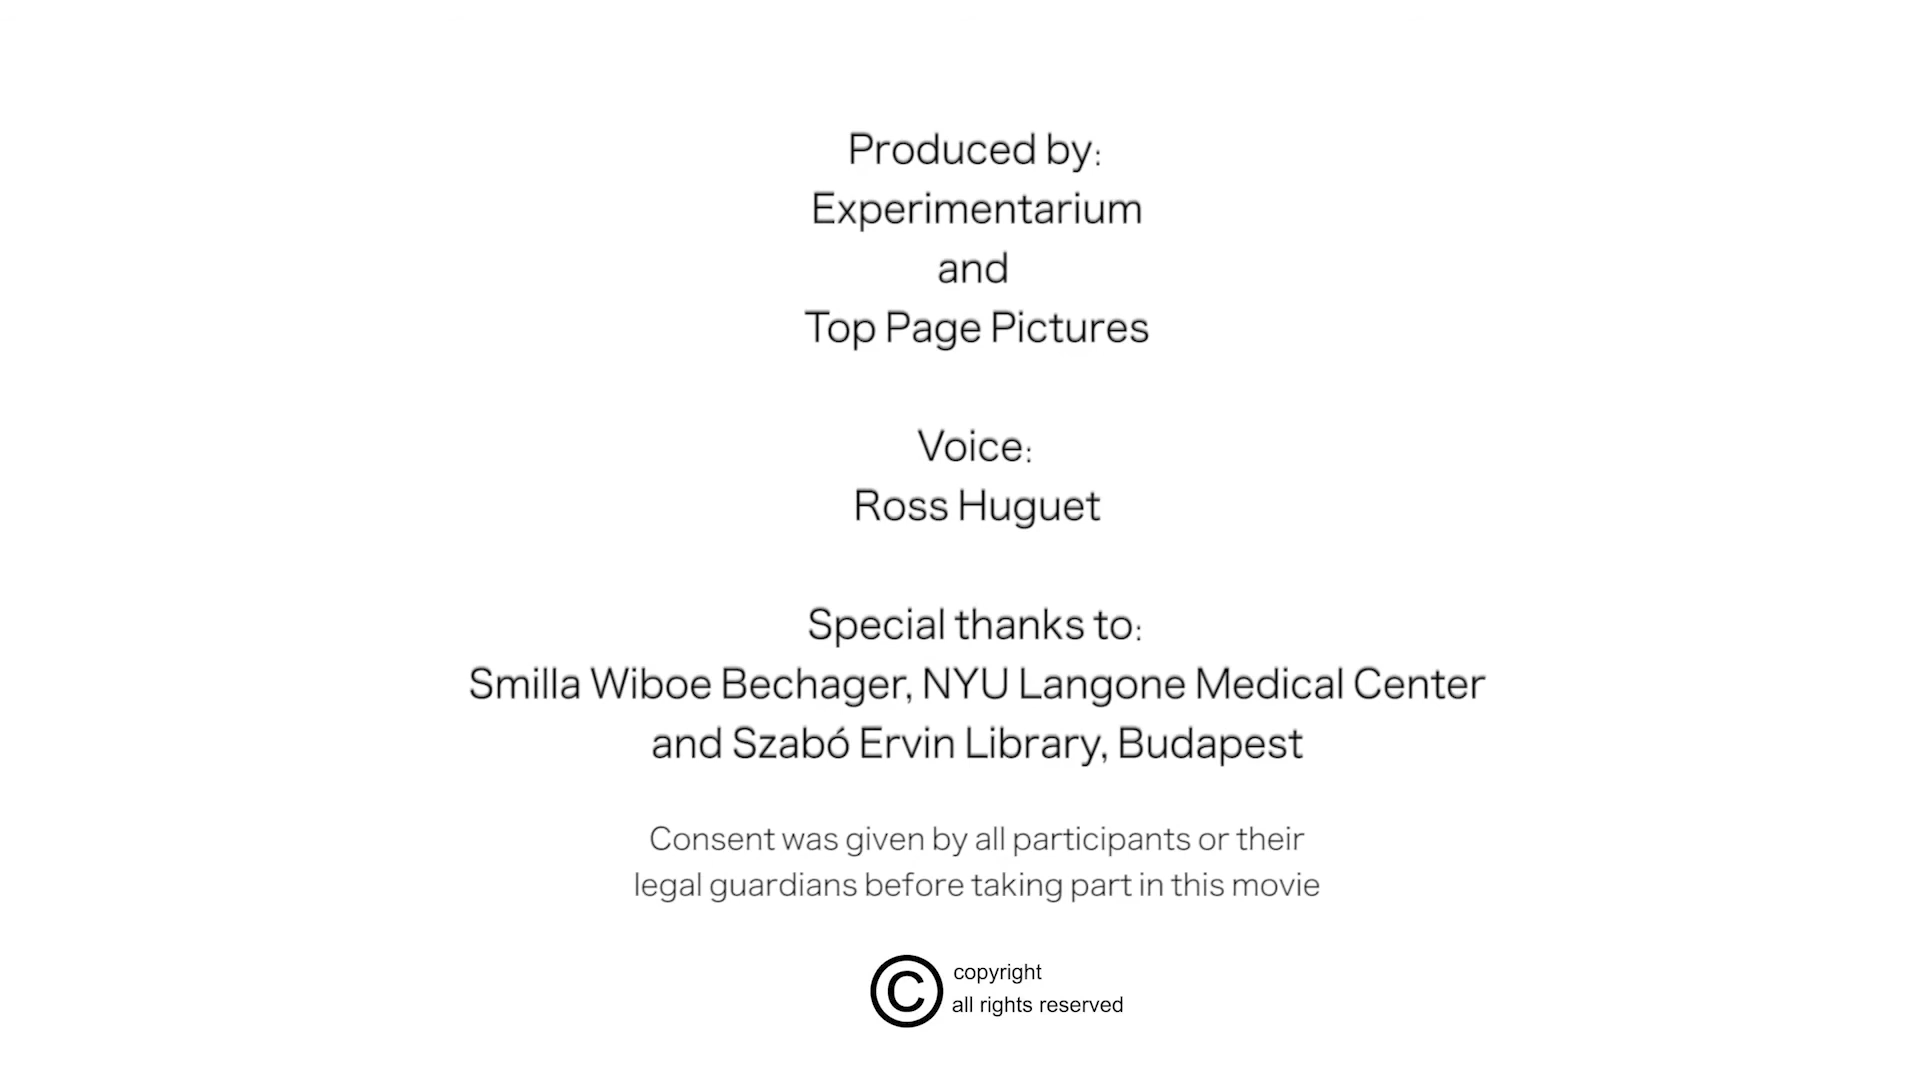 Produced by:
Experimentarium
and
Top Page Pictures
Voice:
Ross Huguet
Special thanks to:
Smilla Wiboe Bechager, NYU Langone Medical Center
and Szabó Ervin Library, Budapest
Consent was given by all participants or their
legal guardians before taking part in this movie
© copyright
all rights reserved